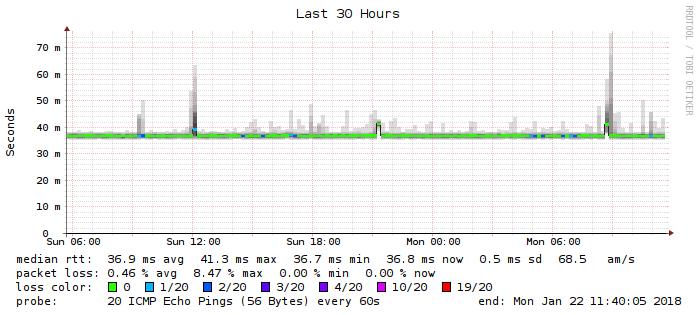 Last 30 Hours
RRDTOOL / TOBI OETIKER
Seconds
70 m
60 m
50 m
40 m
30 m
20 m
10 m
0
Sun 06:00 Sun 12:00 Sun 18:00 Mon 00:00 Mon 06:00
median rtt: 36.9 ms avg 41.3 ms max 36.7 ms min 36.8 ms now 0.5 ms sd 68.5 am/s
packet loss: 0.46 % avg 8.47 % max 0.00 % min 0.00 % now
loss color: 0 1/20 2/20 3/20 4/20 10/20 19/20
probe: 20 ICMP Echo Pings (56 Bytes) every 60s end: Mon Jan 22 11:40:05 2018